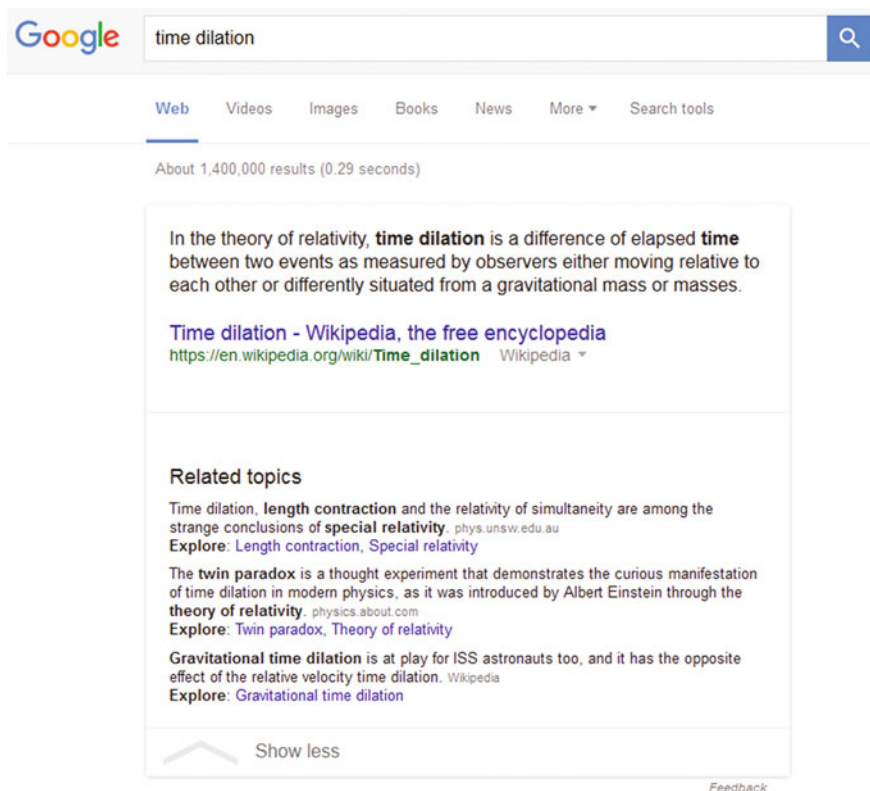 Google
time dilation
Web Videos Images Books News More Search tools
About 1,400,000 results (0.29 seconds)
In the theory of relativity, time dilation is a difference of elapsed time
between two events as measured by observers either moving relative to
each other or differently situated from a gravitational mass or masses.
Time dilation - Wikipedia, the free encyclopedia
https://en.wikipedia.org/wiki/Time_dilation Wikipedia
Related topics
Time dilation, length contraction and the relativity of simultaneity are among the
strange conclusions of special relativity. phys.unsw.edu.au
Explore: Length contraction, Special relativity
The twin paradox is a thought experiment that demonstrates the curious manifestation
of time dilation in modern physics, as it was introduced by Albert Einstein through the
theory of relativity. physics.about.com
Explore: Twin paradox, Theory of relativity
Gravitational time dilation is at play for ISS astronauts too, and it has the opposite
effect of the relative velocity time dilation. Wikipedia
Explore: Gravitational time dilation
Show less
Feedback